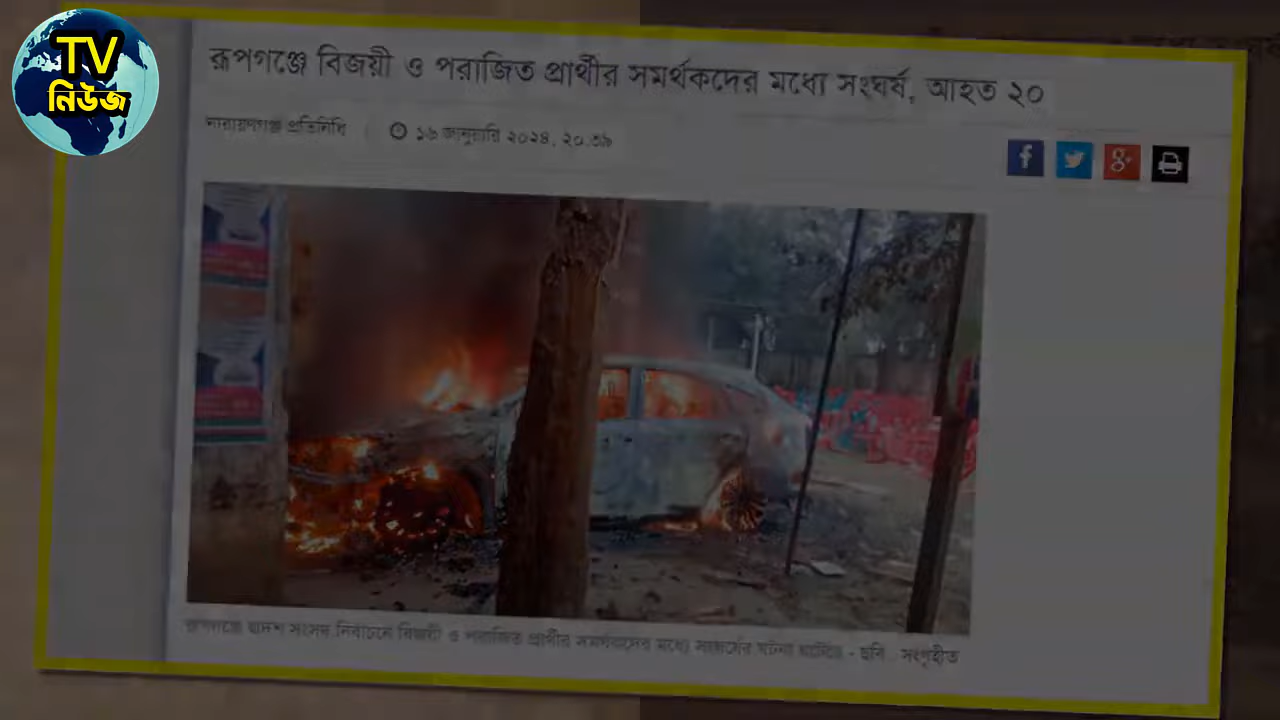 TV
নিউজ
রূপগঞ্জে বিজয়ী ও পরাজিত প্রার্থীর সমর্থকদের মধ্যে সংঘর্ষ, আহত ২০
নারায়ণগঞ্জ প্রতিনিধি
১৬ জানুয়ারি ২০২৪, ২০:৩৯
রূপগঞ্জে দ্বাদশ সংসদ নির্বাচনে বিজয়ী ও পরাজিত প্রার্থীর সমর্থকদের মধ্যে সংঘর্ষের ঘটনা ঘটেছে - ছবি : সংগৃহীত